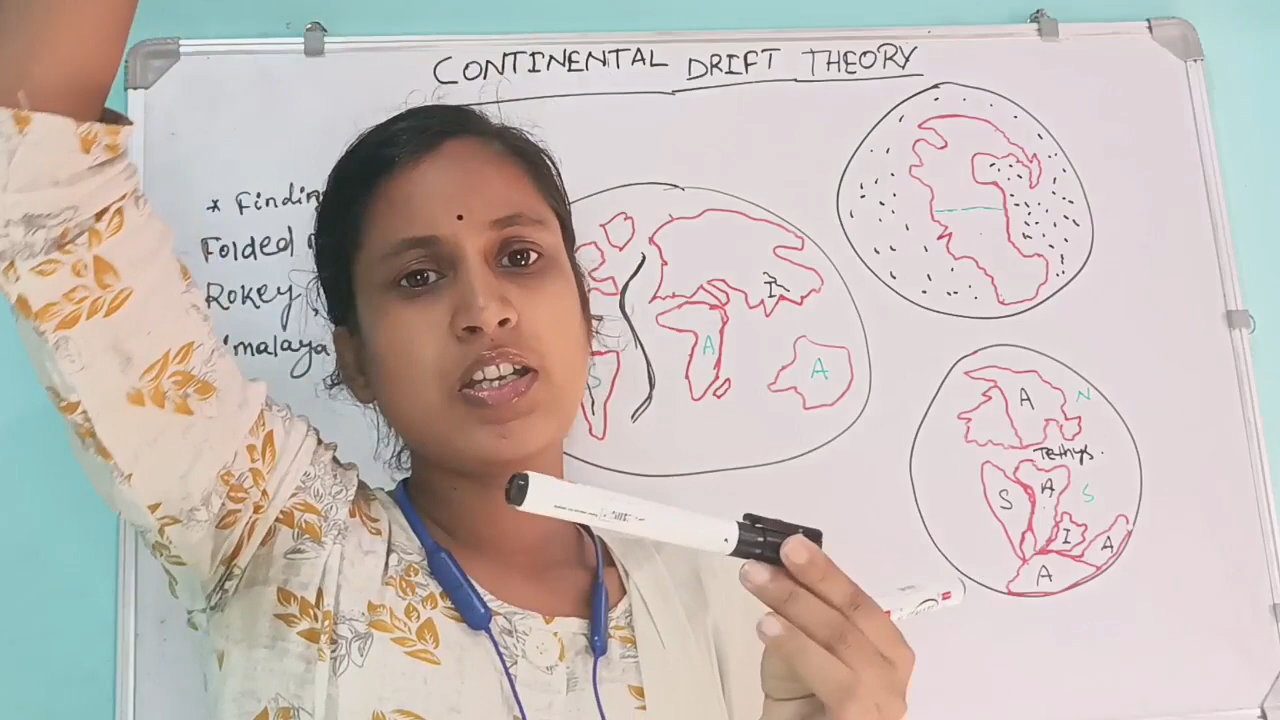 CONTINENTAL DRIFT THEORY
* Findin
Folded
Rokey
malaya
I
A
A
S
A
N
Tethys.
S
A
S
I
A
A